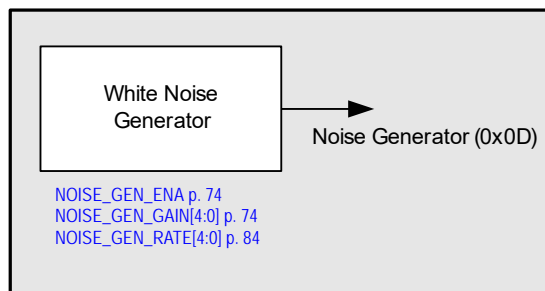 White Noise
Generator
Noise Generator (0x0D)
NOISE_GEN_ENA p. 74
NOISE_GEN_GAIN[4:0] p. 74
NOISE_GEN_RATE[4:0] p. 84